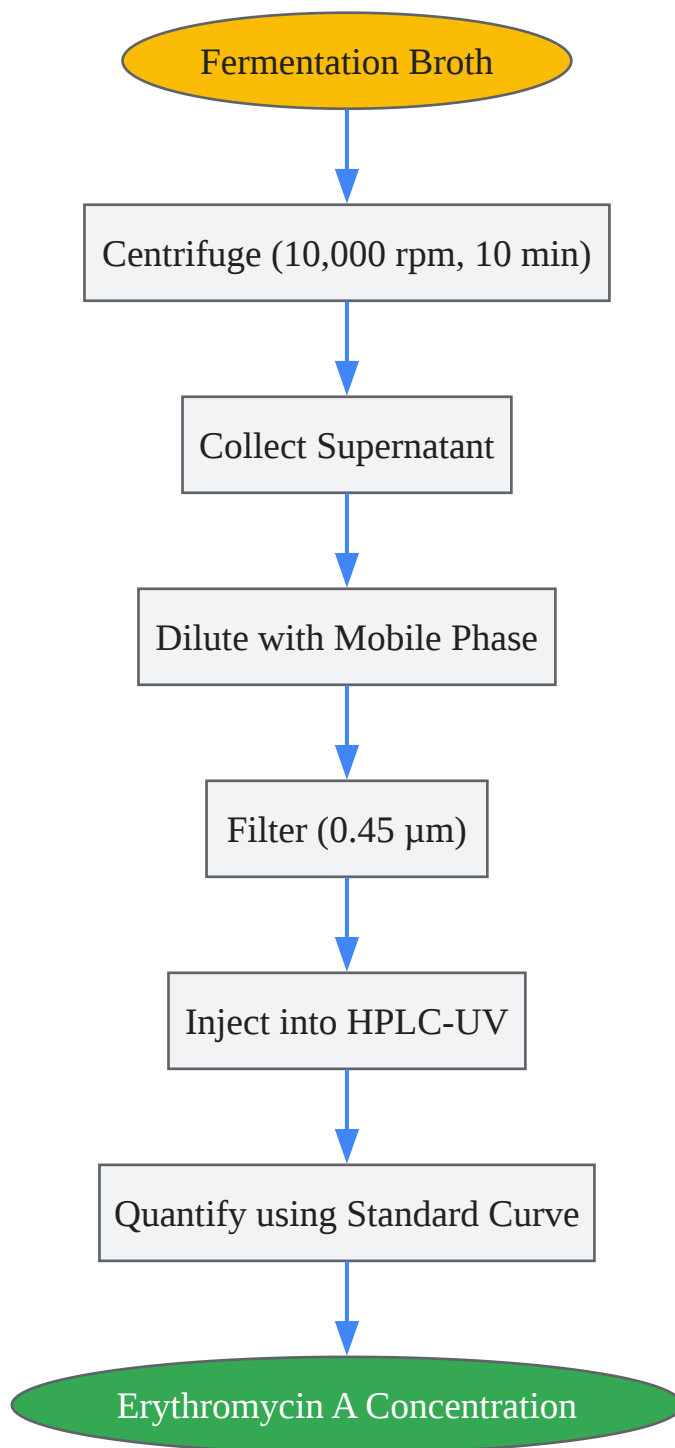 Fermentation Broth
Centrifuge (10,000 rpm, 10 min)
Collect Supernatant
Dilute with Mobile Phase
Filter (0.45 µm)
Inject into HPLC-UV
Quantify using Standard Curve
Erythromycin A Concentration